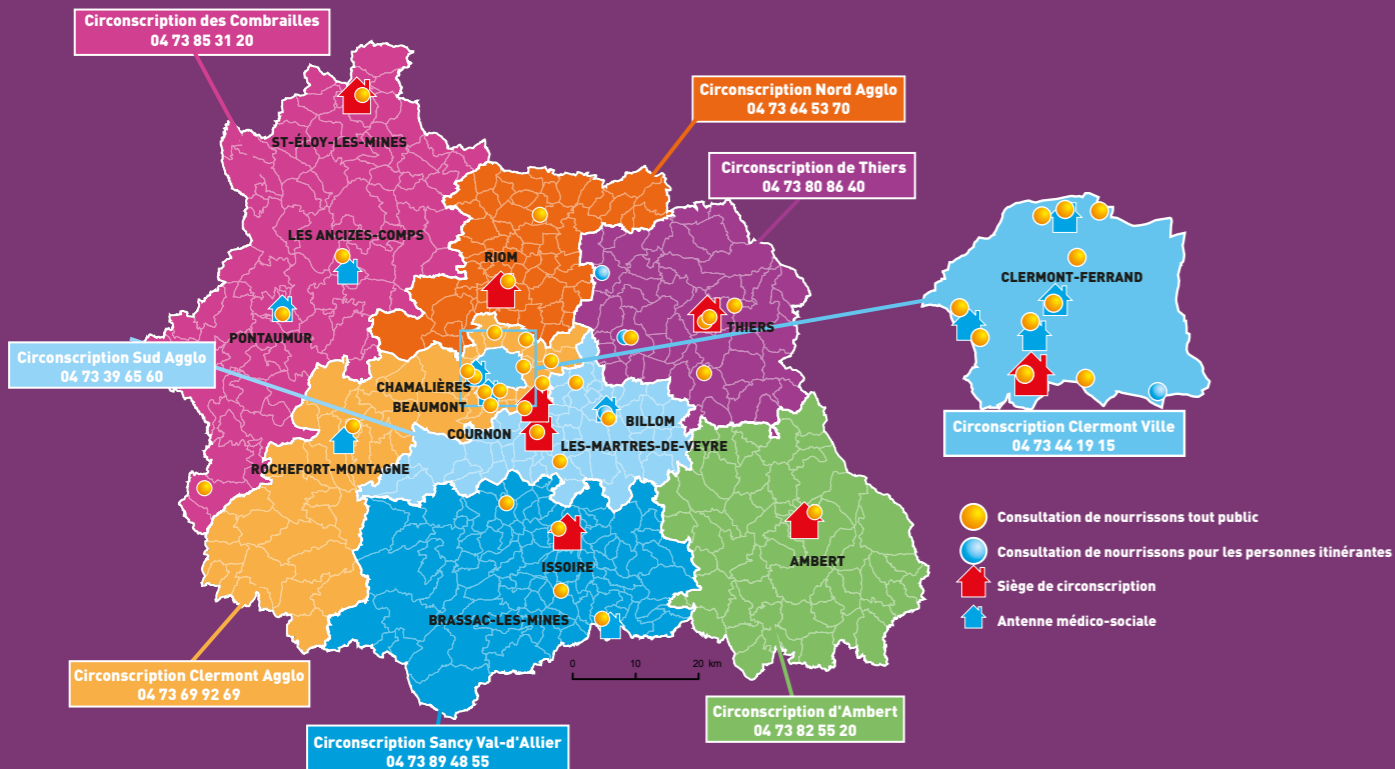 Circonscription des Combrailles
04 73 85 31 20
Circonscription Nord Agglo
04 73 64 53 70
Circonscription de Thiers
04 73 80 86 40
ST-ÉLOY-LES-MINES
LES ANCIZES-COMPS
RIOM
CLERMONT-FERRAND
PONTAUMUR
THIERS
Circonscription Sud Agglo
04 73 39 65 60
CHAMALIÈRES
BEAUMONT
COURNON
BILLOM
LES-MARTRES-DE-VEYRE
ROCHEFORT-MONTAGNE
Circonscription Clermont Ville
04 73 44 19 15
Consultation de nourrissons tout public
Consultation de nourrissons pour les personnes itinérantes
Siège de circonscription
Antenne médico-sociale
ISSOIRE
AMBERT
BRASSAC-LES-MINES
0 10 20 km
Circonscription Clermont Agglo
04 73 69 92 69
Circonscription d'Ambert
04 73 82 55 20
Circonscription Sancy Val-d'Allier
04 73 89 48 55